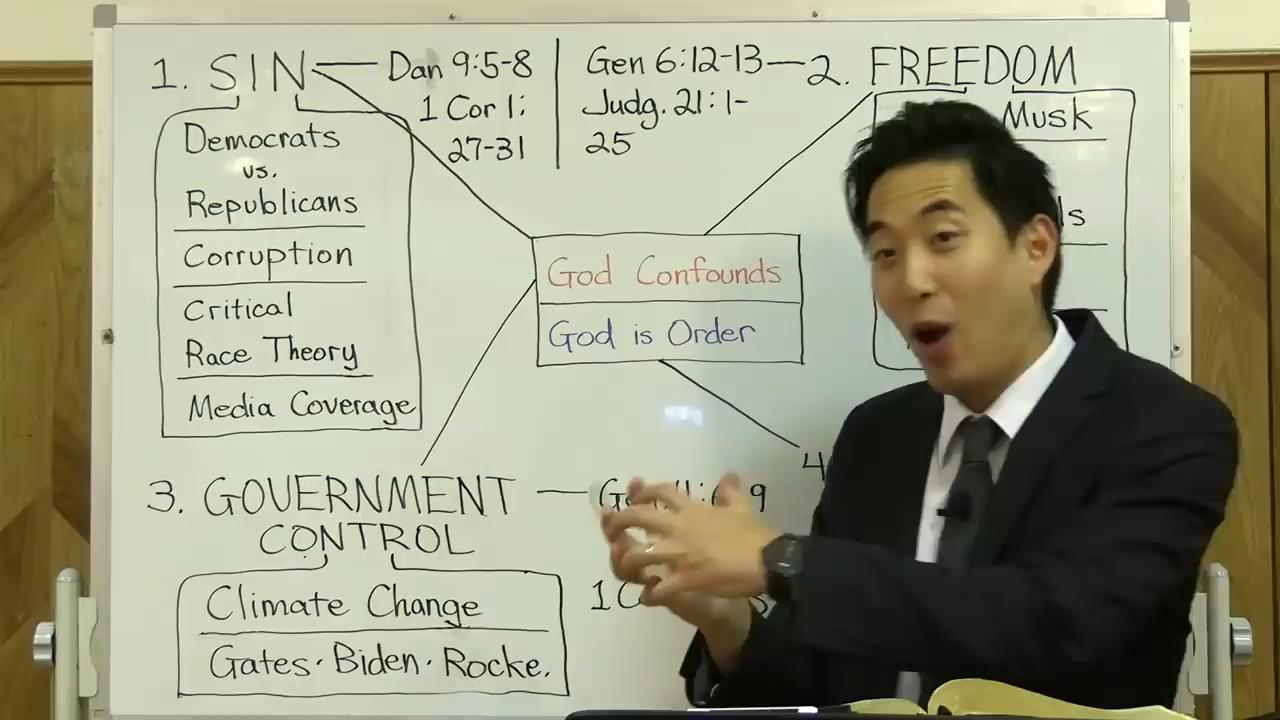 1. SIN
Dan 9:5-8
1 Cor 1:
27-31
Gen 6:12-13
Judg. 21:1-
25
2. FREEDOM
Democrats
vs.
Republicans
Corruption
Critical
Race Theory
Media Coverage
Musk
God Confounds
God is Order
3. GOVERNMENT
CONTROL
Climate Change
Gates · Biden · Rocke.
4